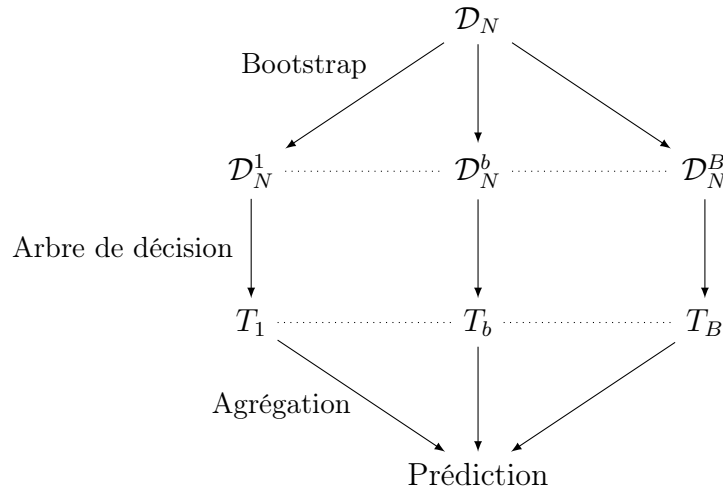 𝒟_N
Bootstrap
𝒟_N^1 𝒟_N^b 𝒟_N^B
Arbre de décision
T_1 T_b T_B
Agrégation
Prédiction